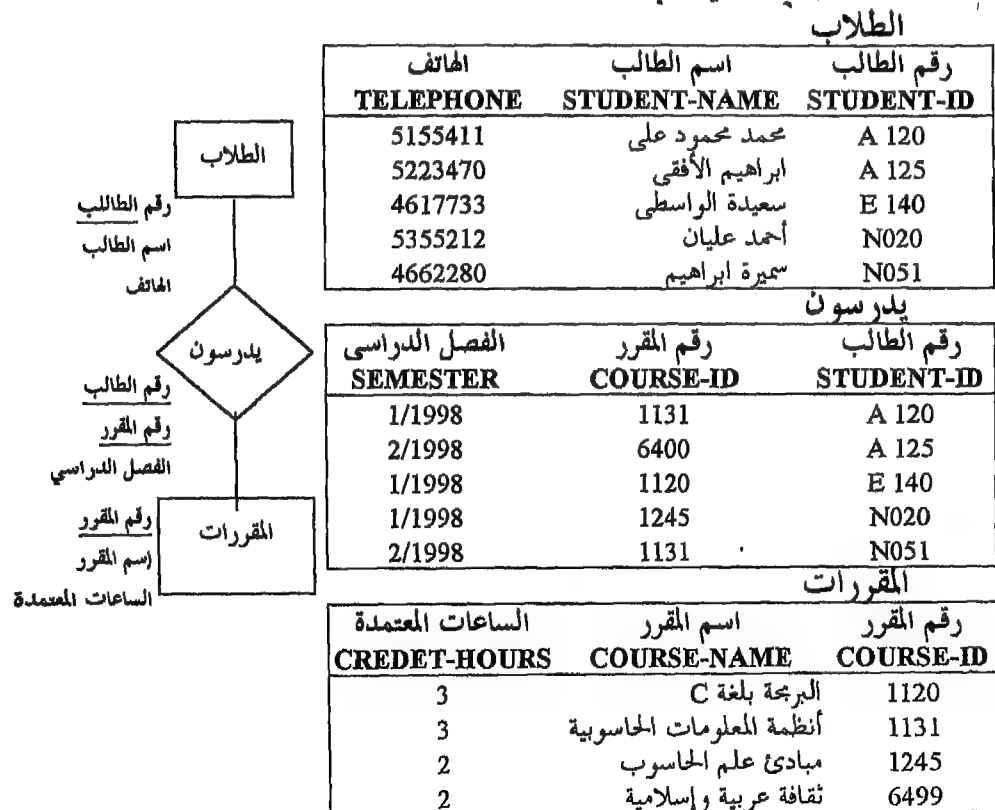 الطلاب
رقم الطالب اسم الطالب الهاتف
STUDENT-ID STUDENT-NAME TELEPHONE
A 120 محمد محمود على 5155411
A 125 ابراهيم الأفقى 5223470
E 140 سعيدة الواسطى 4617733
N020 أحمد عليان 5355212
N051 سميرة ابراهيم 4662280
يدرسون
رقم الطالب رقم المقرر الفصل الدراسى
STUDENT-ID COURSE-ID SEMESTER
A 120 1131 1/1998
A 125 6400 2/1998
E 140 1120 1/1998
N020 1245 1/1998
N051 1131 2/1998
المقررات
رقم المقرر اسم المقرر الساعات المعتمدة
COURSE-ID COURSE-NAME CREDET-HOURS
1120 البرمجة بلغة C 3
1131 أنظمة المعلومات الحاسوبية 3
1245 مبادئ علم الحاسوب 2
6499 ثقافة عربية وإسلامية 2
الطلاب
رقم الطاللب
اسم الطالب
الهاتف
يدرسون
رقم الطالب
رقم المقرر
الفصل الدراسي
المقررات
رقم المقرر
إسم المقرر
الساعات المعتمدة